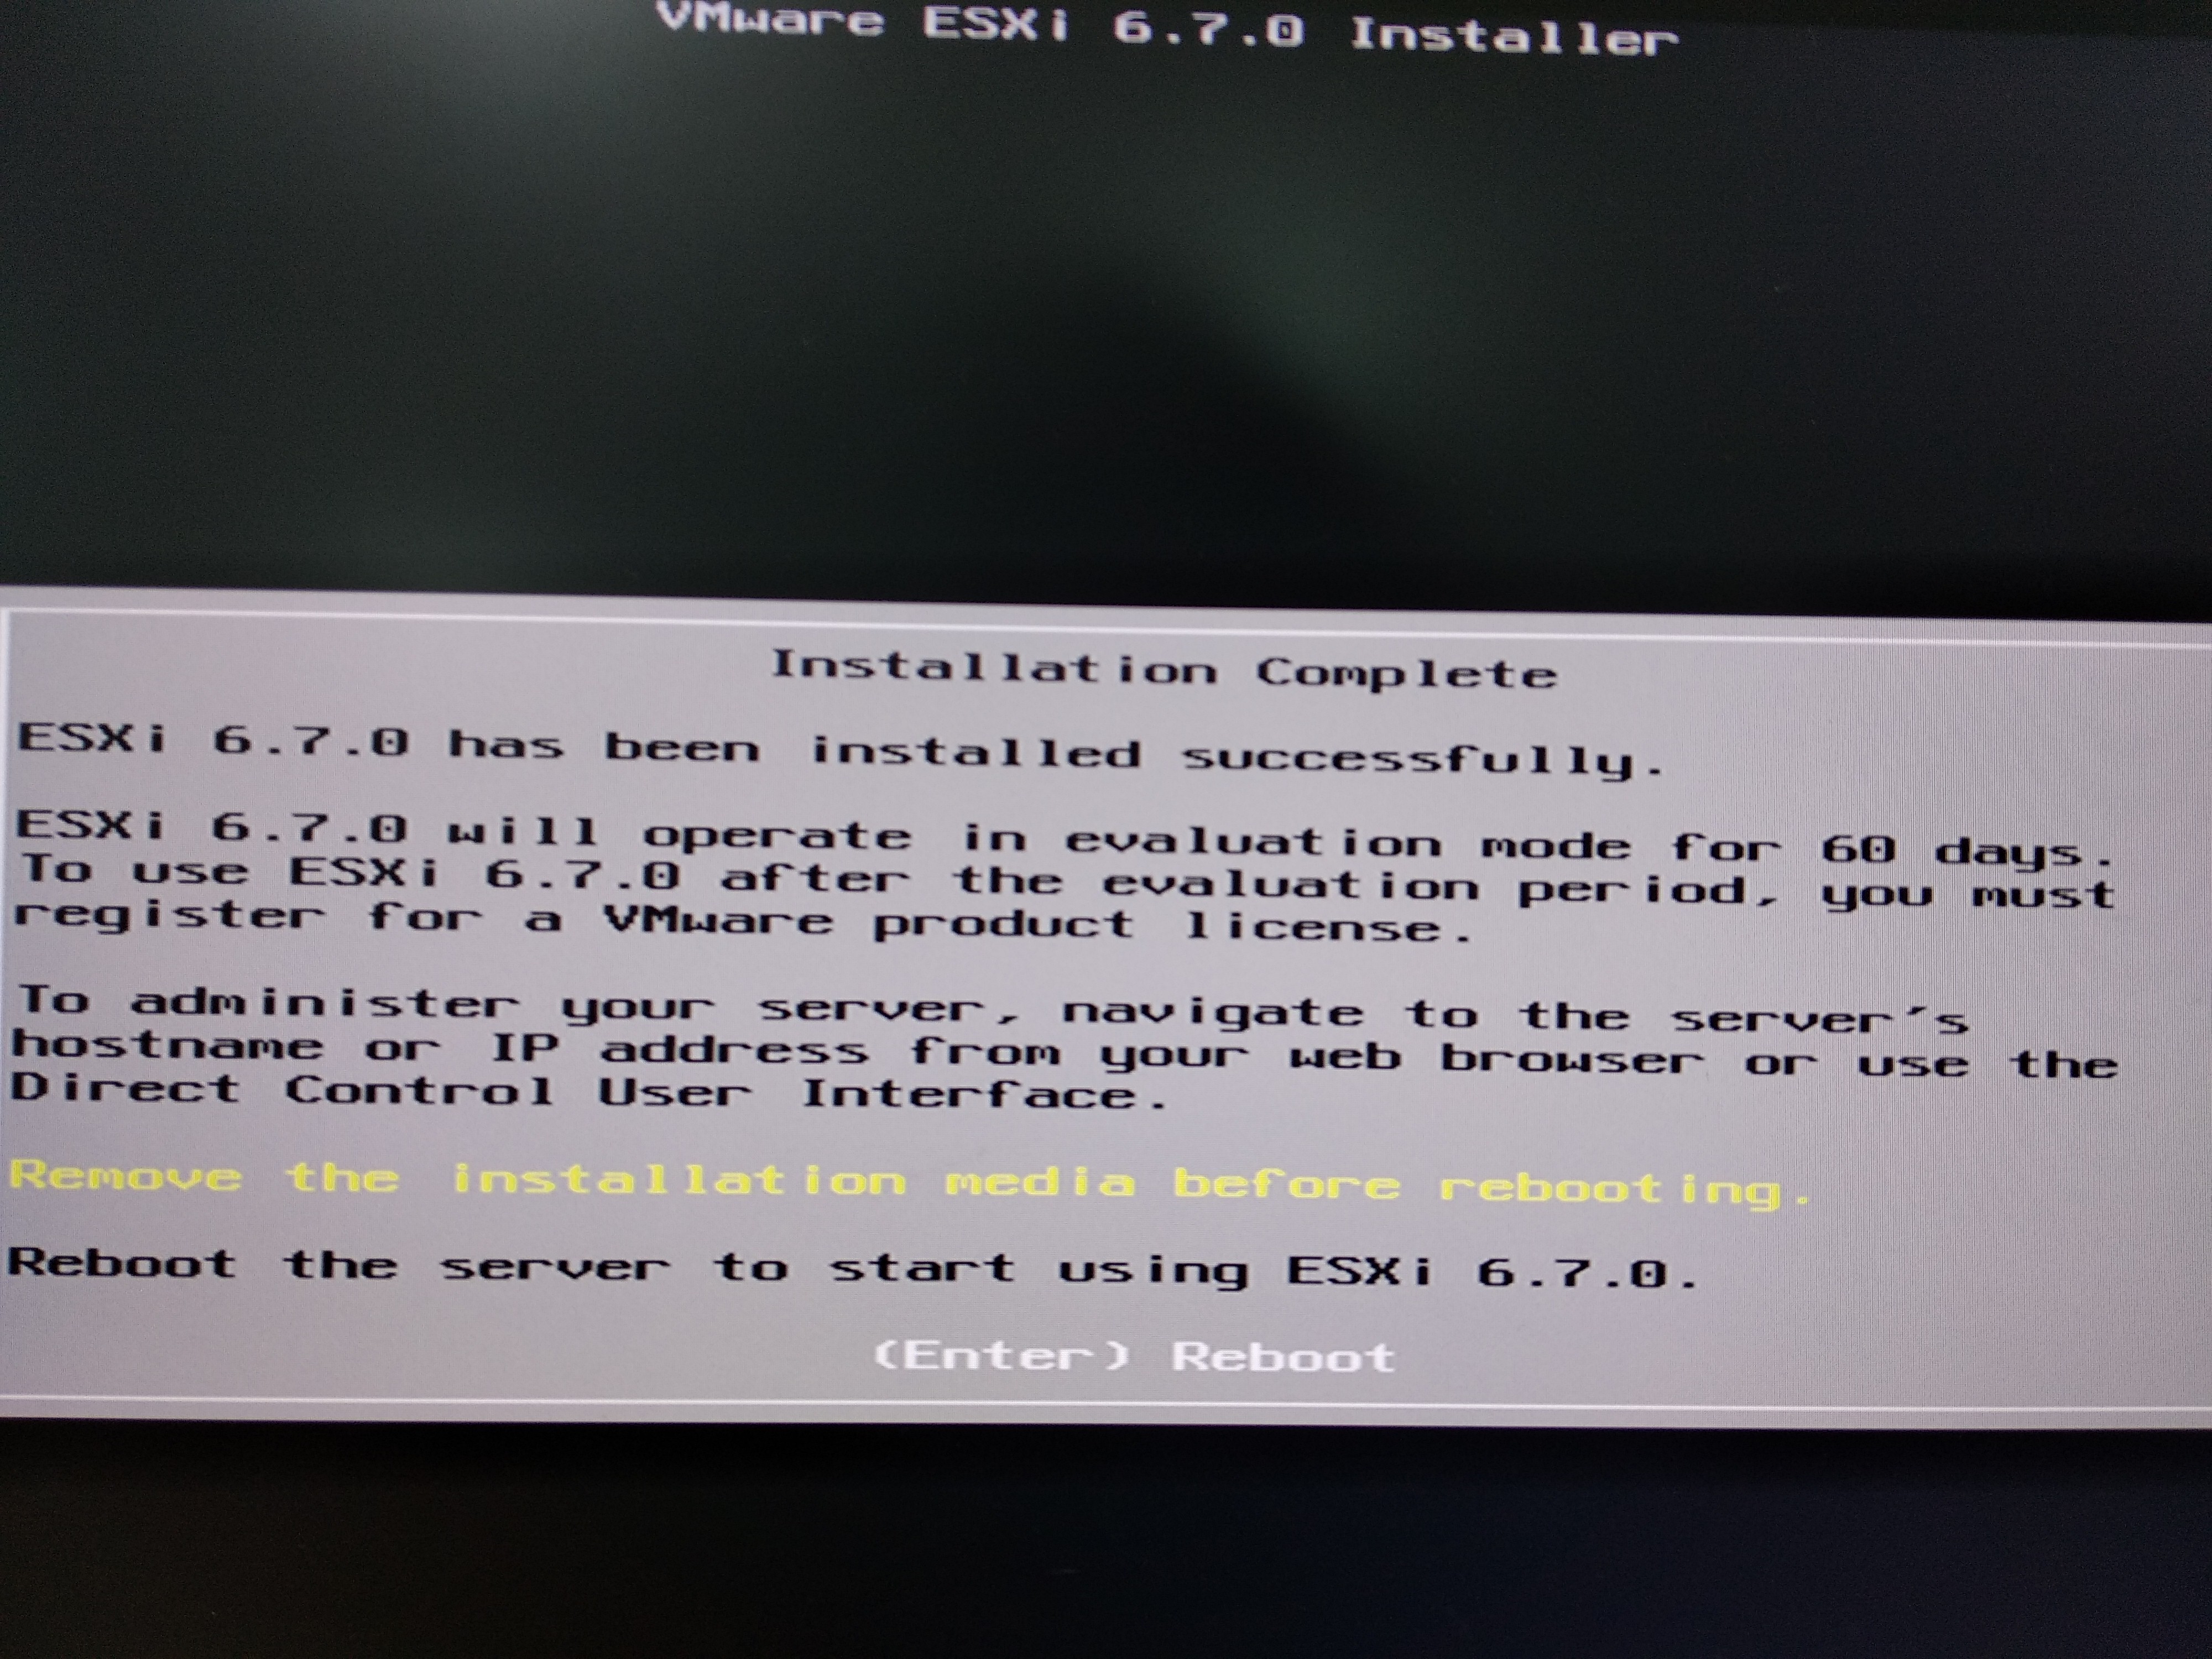 VMware ESXi 6.7.0 Installer
Installation Complete
ESXi 6.7.0 has been installed successfully.
ESXi 6.7.0 will operate in evaluation mode for 60 days.
To use ESXi 6.7.0 after the evaluation period, you must
register for a VMware product license.
To administer your server, navigate to the server's
hostname or IP address from your web browser or use the
Direct Control User Interface.
Remove the installation media before rebooting.
Reboot the server to start using ESXi 6.7.0.
(Enter) Reboot